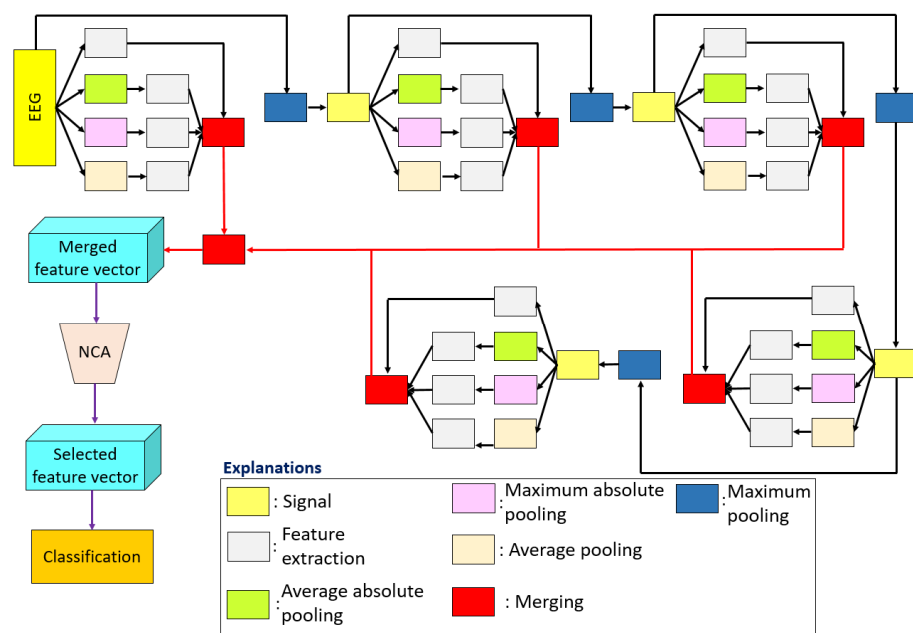 EEG
Merged
feature vector
NCA
Selected
feature vector
Classification
Explanations
: Signal
: Feature
extraction
: Average absolute
pooling
: Maximum absolute
pooling
: Average pooling
: Merging
: Maximum
pooling